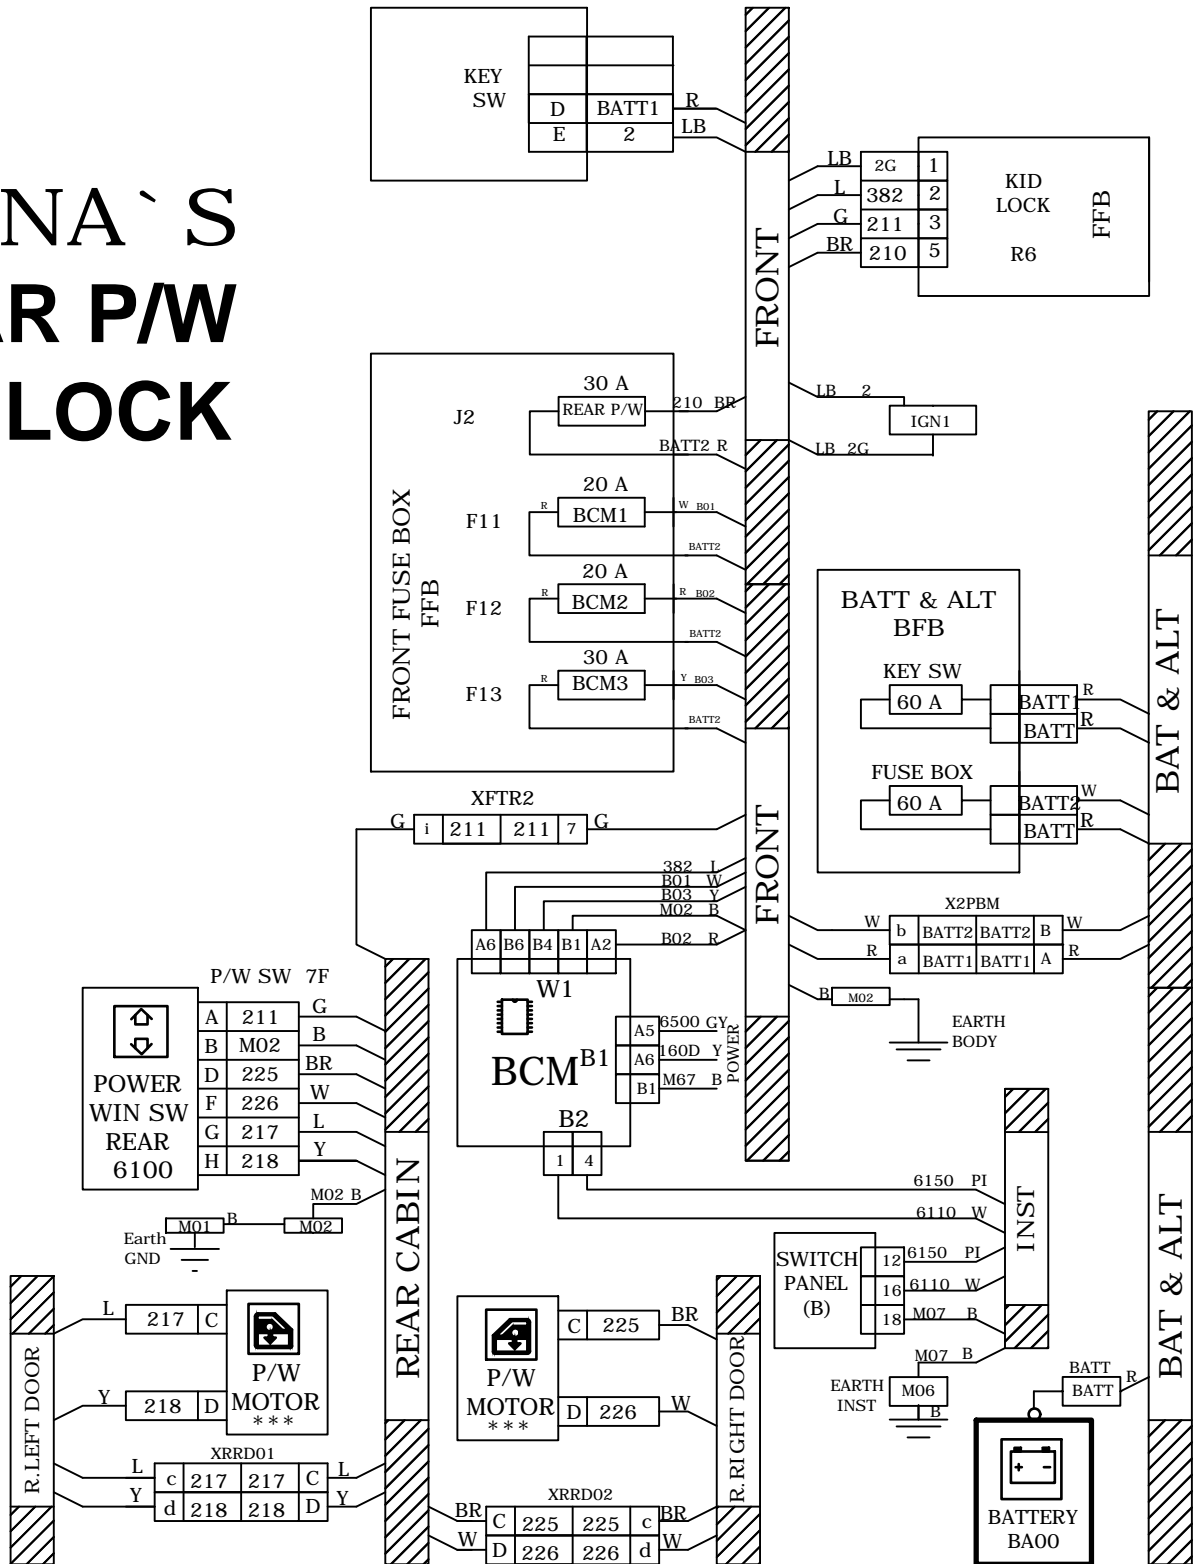 NA`S
AR P/W
LOCK
KEY
SW
D BATT1 R
E 2 LB
FRONT
LB 2G 1
L 382 2
G 211 3
BR 210 5
KID
LOCK
R6
FFB
FRONT FUSE BOX
FFB
J2
30 A
REAR P/W
210 BR
BATT2 R
F11
20 A
R BCM1 W B01
BATT2
F12
20 A
R BCM2 R B02
BATT2
F13
30 A
R BCM3 Y B03
BATT2
LB 2
IGN1
LB 2G
BATT & ALT
BFB
KEY SW
60 A
BATT1 R
BATT R
FUSE BOX
60 A
BATT2 W
BATT R
BAT & ALT
XFTR2
G i 211 211 7 G
FRONT
382 L
B01 W
B03 Y
M02 B
B02 R
A6 B6 B4 B1 A2
W1
BCM
B1
A5 6500 GY
A6 160D Y
B1 M67 B
POWER
B2
1 4
X2PBM
W b BATT2 BATT2 B W
R a BATT1 BATT1 A R
B M02
EARTH
BODY
P/W SW 7F
POWER
WIN SW
REAR
6100
A 211 G
B M02 B
D 225 BR
F 226 W
G 217 L
H 218 Y
M02 B
M01 B M02
Earth
GND
REAR CABIN
6150 PI
6110 W
INST
SWITCH
PANEL
(B)
12 6150 PI
16 6110 W
18 M07 B
M07 B
EARTH
INST
M06
B
BAT & ALT
BATT
BATT R
+ -
BATTERY
BA00
R.LEFT DOOR
L 217 C
Y 218 D
P/W
MOTOR
***
XRRD01
L c 217 217 C L
Y d 218 218 D Y
P/W
MOTOR
***
C 225 BR
D 226 W
R.RIGHT DOOR
XRRD02
BR C 225 225 c BR
W D 226 226 d W